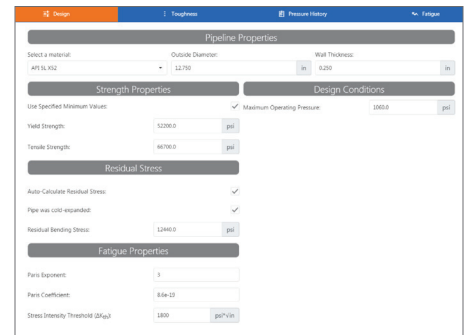 Design
Toughness
Pressure History
Fatigue
Pipeline Properties
Select a material:
Outside Diameter:
Wall Thickness:
API 5L X52
12.750
in
0.250
in
Strength Properties
Design Conditions
Use Specified Minimum Values:
Maximum Operating Pressure:
1060.0
psi
Yield Strength:
52200.0
psi
Tensile Strength:
66700.0
psi
Residual Stress
Auto-Calculate Residual Stress:
Pipe was cold-expanded:
Residual Bending Stress:
12440.0
psi
Fatigue Properties
Paris Exponent:
3
Paris Coefficient:
8.6e-19
Stress Intensity Threshold (ΔKth):
1800
psi*√in